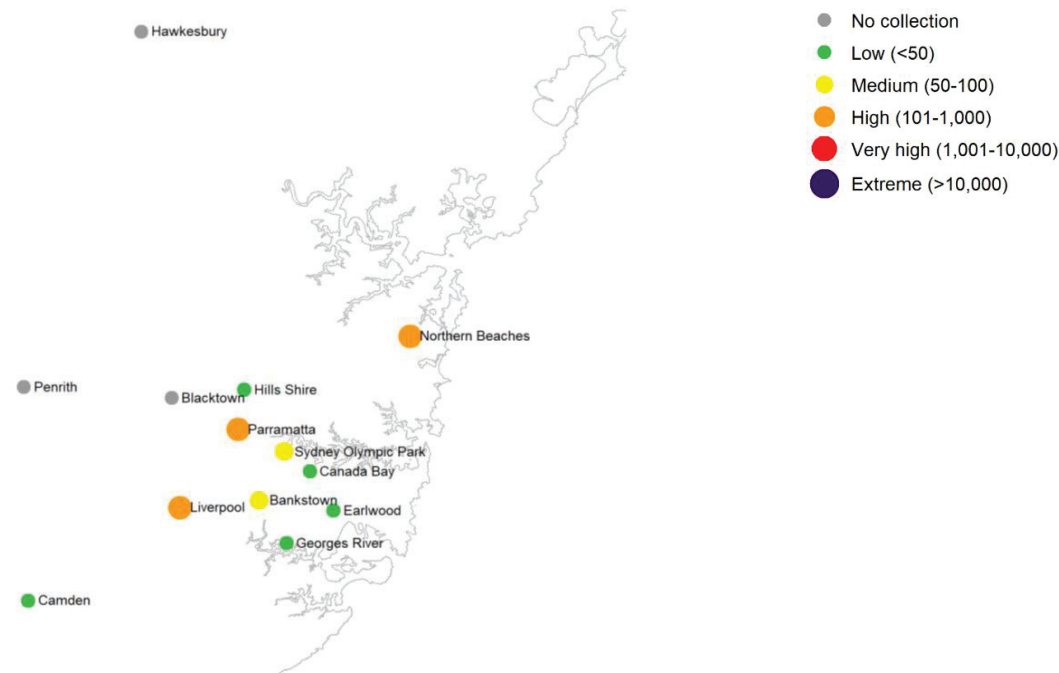 Hawkesbury
No collection
Low (<50)
Medium (50-100)
High (101-1,000)
Very high (1,001-10,000)
Extreme (>10,000)
Northern Beaches
Penrith
Hills Shire
Blacktown
Parramatta
Sydney Olympic Park
Canada Bay
Bankstown
Liverpool
Earlwood
Georges River
Camden